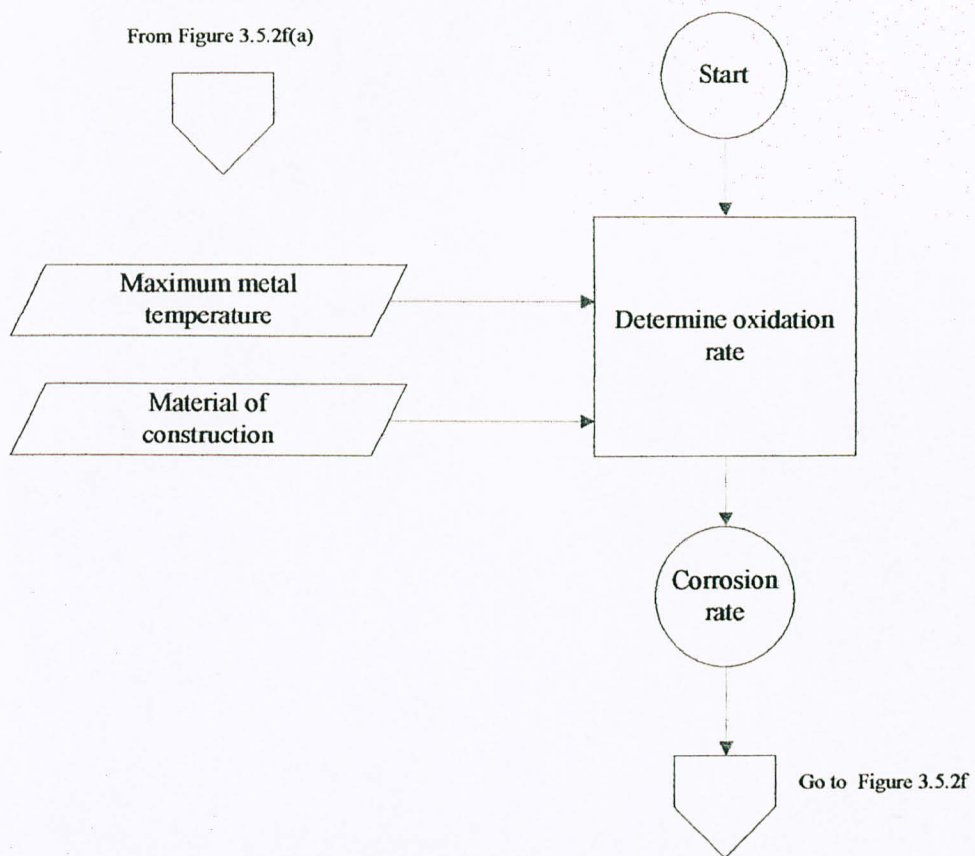 From Figure 3.5.2f(a)
Start
Maximum metal
temperature
Determine oxidation
rate
Material of
construction
Corrosion
rate
Go to Figure 3.5.2f